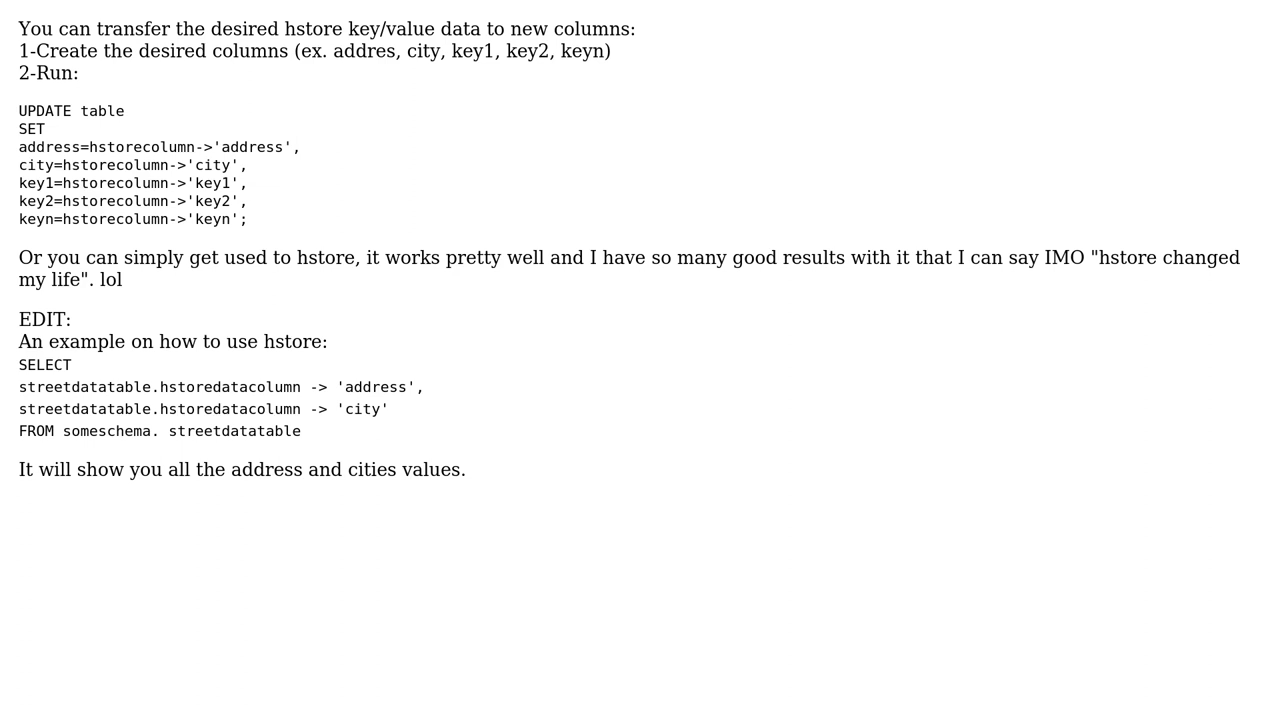 You can transfer the desired hstore key/value data to new columns:
1-Create the desired columns (ex. addres, city, key1, key2, keyn)
2-Run:
UPDATE table
SET
address=hstorecolumn->'address',
city=hstorecolumn->'city',
key1=hstorecolumn->'key1',
key2=hstorecolumn->'key2',
keyn=hstorecolumn->'keyn';
Or you can simply get used to hstore, it works pretty well and I have so many good results with it that I can say IMO "hstore changed
my life". lol
EDIT:
An example on how to use hstore:
SELECT
streetdatatable.hstoredatacolumn -> 'address',
streetdatatable.hstoredatacolumn -> 'city'
FROM someschema. streetdatatable
It will show you all the address and cities values.